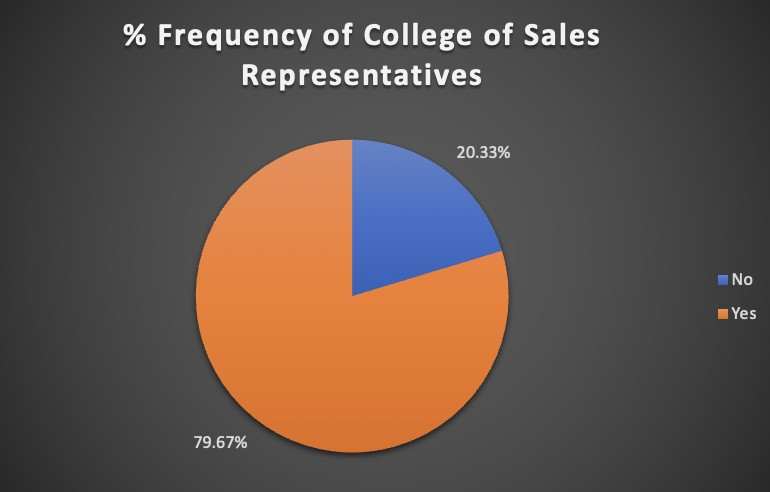 % Frequency of College of Sales
Representatives
20.33%
No
Yes
79.67%